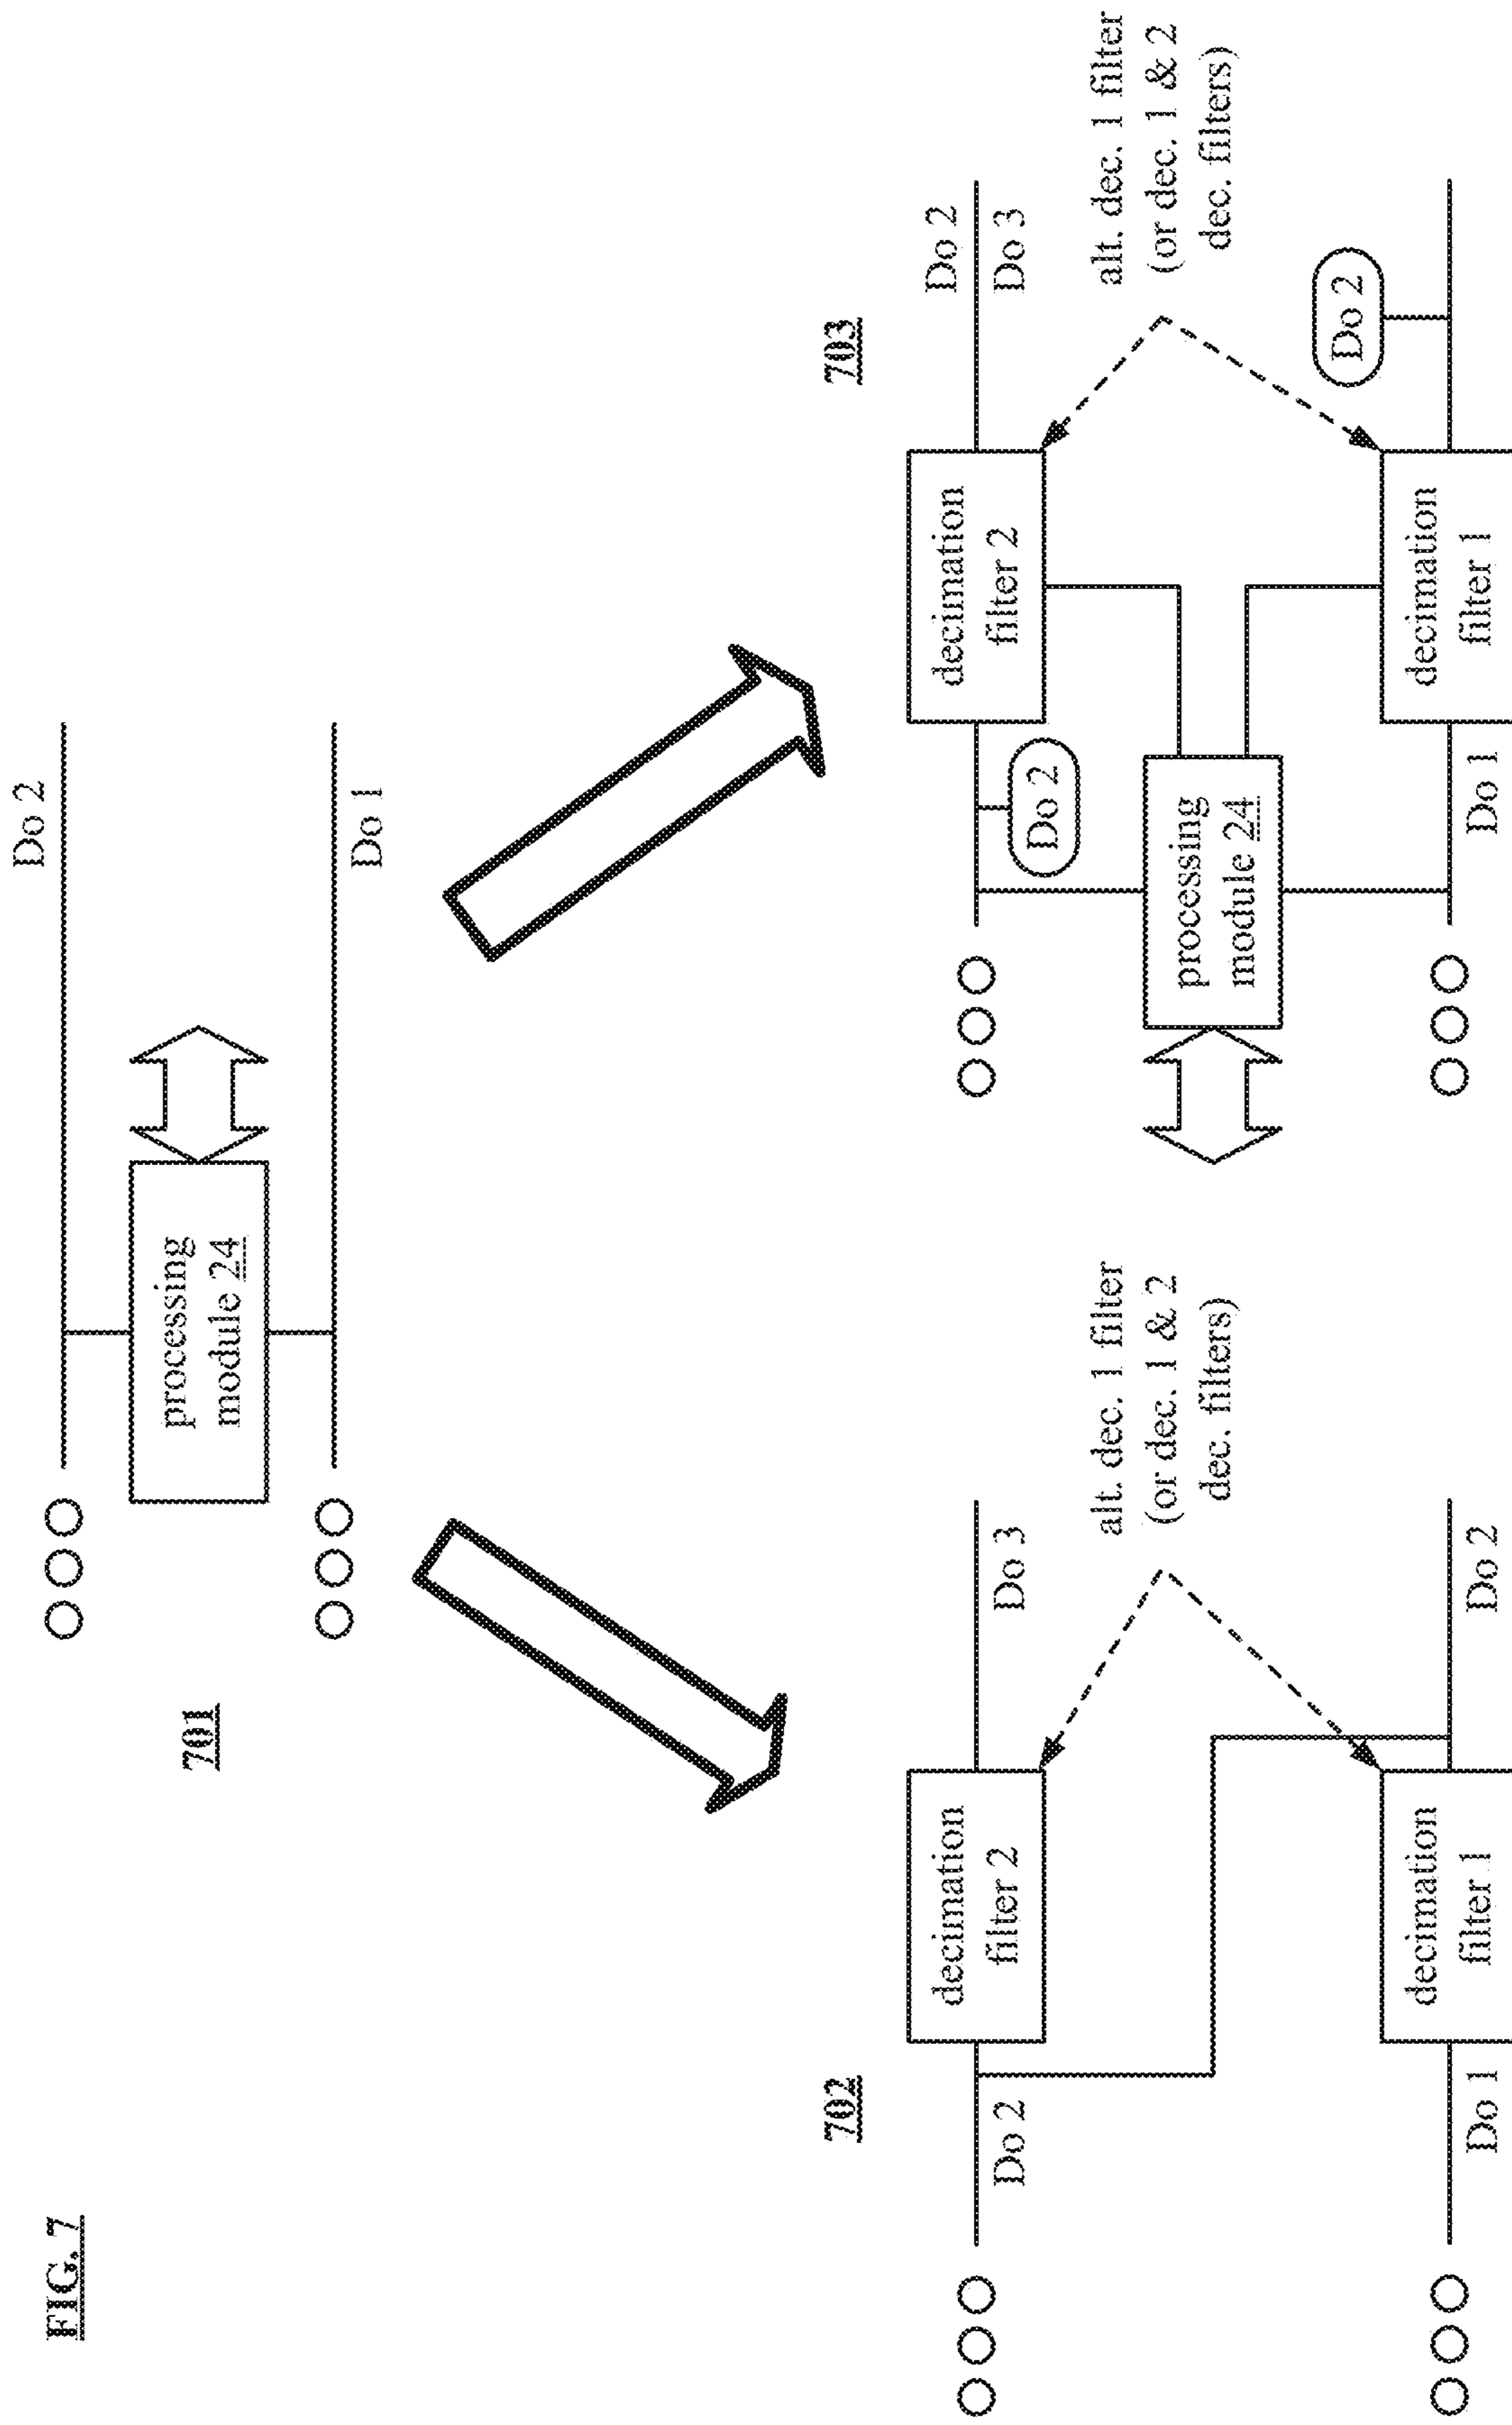 FIG. 7
701
Do 2
processing
module 24
Do 1
702
Do 2
decimation
filter 2
Do 3
alt. dec. 1 filter
(or dec. 1 & 2
dec. filters)
Do 1
decimation
filter 1
Do 2
703
Do 2
decimation
filter 2
Do 2
Do 3
processing
module 24
alt. dec. 1 filter
(or dec. 1 & 2
dec. filters)
Do 2
Do 1
decimation
filter 1